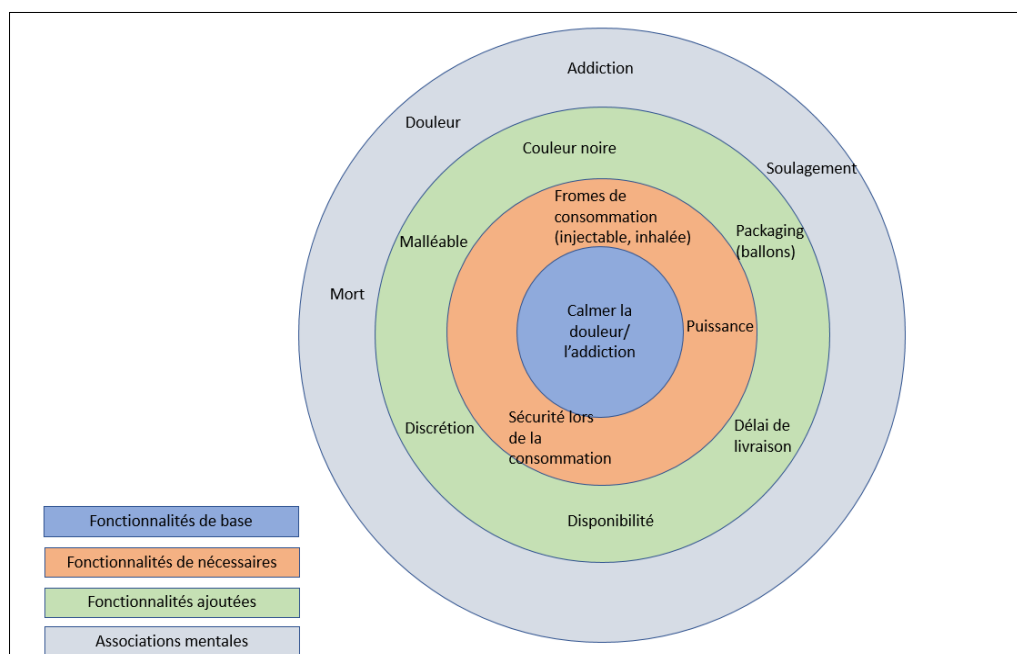 Addiction
Douleur
Couleur noire
Soulagement
Fromes de
consommation
(injectable, inhalée)
Packaging
(ballons)
Malléable
Mort
Calmer la
douleur/
l’addiction
Puissance
Sécurité lors
de la
consommation
Discrétion
Délai de
livraison
Disponibilité
Fonctionnalités de base
Fonctionnalités de nécessaires
Fonctionnalités ajoutées
Associations mentales